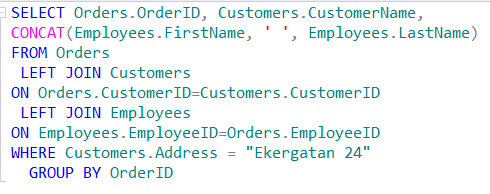 SELECT Orders.OrderID, Customers.CustomerName,
CONCAT(Employees.FirstName, ' ', Employees.LastName)
FROM Orders
LEFT JOIN Customers
ON Orders.CustomerID=Customers.CustomerID
LEFT JOIN Employees
ON Employees.EmployeeID=Orders.EmployeeID
WHERE Customers.Address = "Ekergatan 24"
GROUP BY OrderID